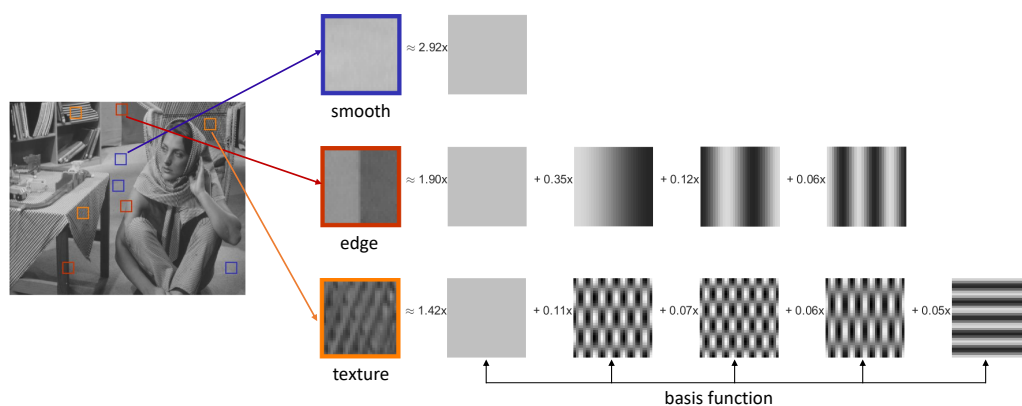 ≈ 2.92x
smooth
≈ 1.90x + 0.35x + 0.12x + 0.06x
edge
≈ 1.42x + 0.11x + 0.07x + 0.06x + 0.05x
texture
basis function